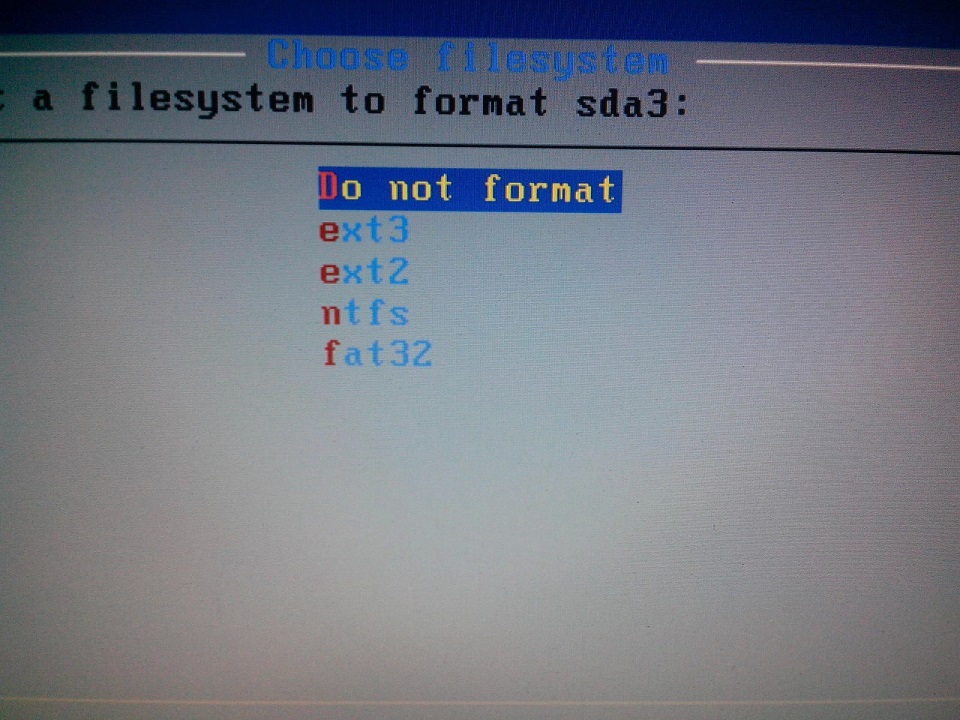 Choose filesystem
a filesystem to format sda3:
Do not format
ext3
ext2
ntfs
fat32